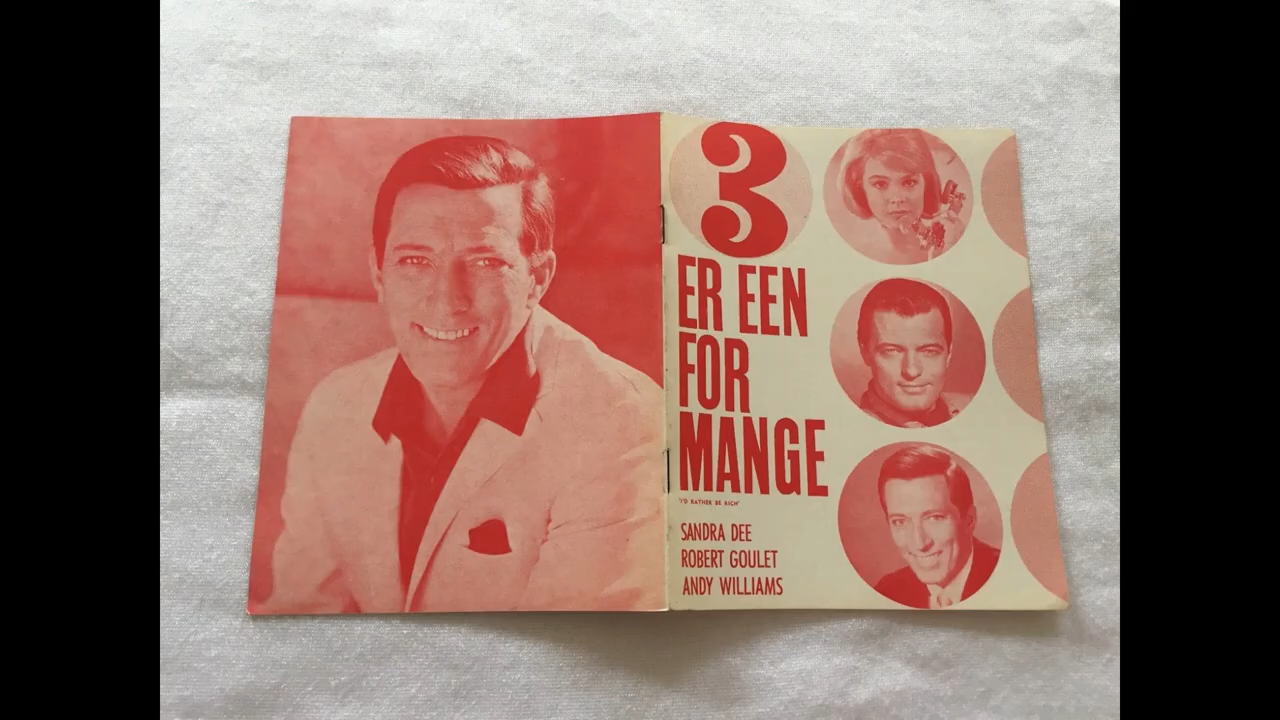 3
ER EEN
FOR
MANGE
"I'D RATHER BE RICH"
SANDRA DEE
ROBERT GOULET
ANDY WILLIAMS